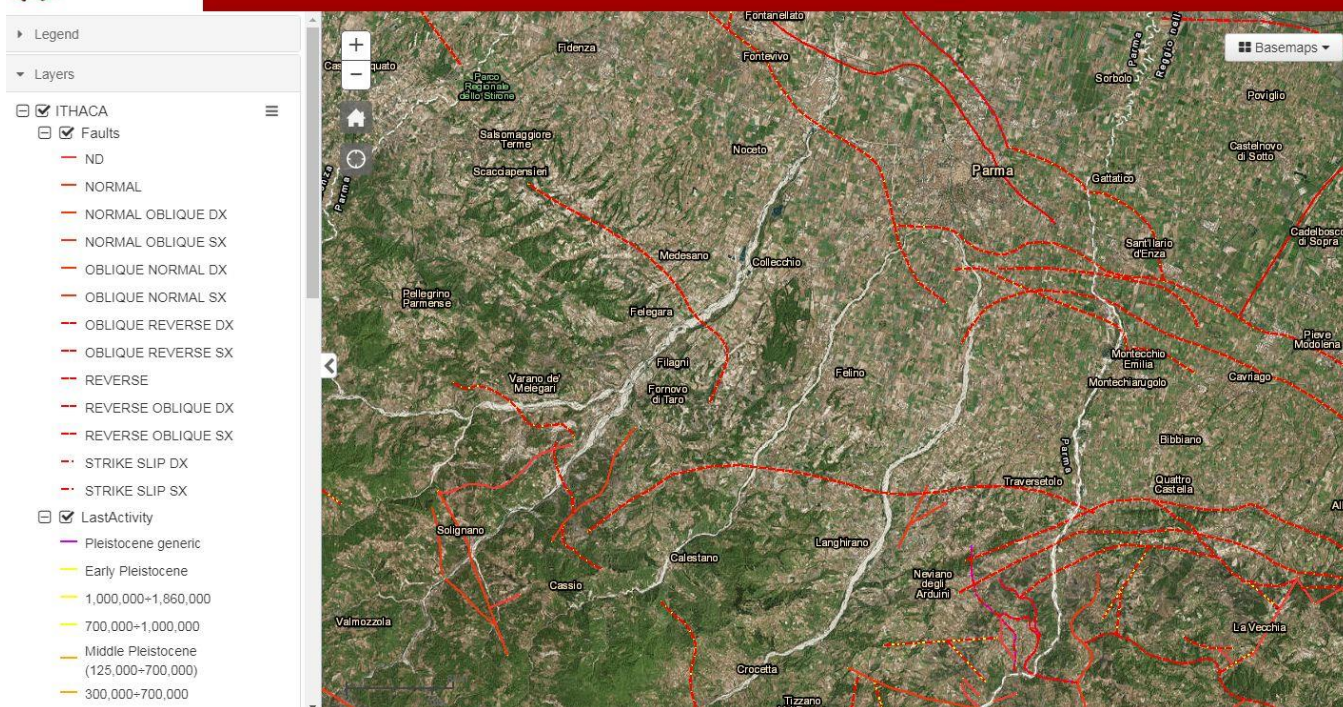 Legend
Layers
ITHACA
Faults
ND
NORMAL
NORMAL OBLIQUE DX
NORMAL OBLIQUE SX
OBLIQUE NORMAL DX
OBLIQUE NORMAL SX
OBLIQUE REVERSE DX
OBLIQUE REVERSE SX
REVERSE
REVERSE OBLIQUE DX
REVERSE OBLIQUE SX
STRIKE SLIP DX
STRIKE SLIP SX
LastActivity
Pleistocene generic
Early Pleistocene
1,000,000÷1,860,000
700,000÷1,000,000
Middle Pleistocene
(125,000÷700,000)
300,000÷700,000
Basemaps
Fontanellato
Fidenza
Fontevivo
Parco
Regionale
dello Stirone
Parma
Reggio nell
Sorbolo
Poviglio
Salsomaggiore
Terme
Noceto
Castelnovo
di Sotto
Scacciapensieri
Parma
Gattatico
Parma
Cadelbosco
di Sopra
Sant'Ilario
d'Enza
Medesano
Collecchio
Pellegrino
Parmense
Felegara
Pieve
Modolena
Filagni
Montecchio
Emilia
Varano de'
Melegari
Fornovo
di Taro
Felino
Montechiarugolo
Cavriago
Bibbiano
Parma
Traversetolo
Quattro
Castella
Solignano
Langhirano
Calestano
Cassio
Neviano
degli
Arduini
Valmozzola
La Vecchia
Crocetta
Tizzano